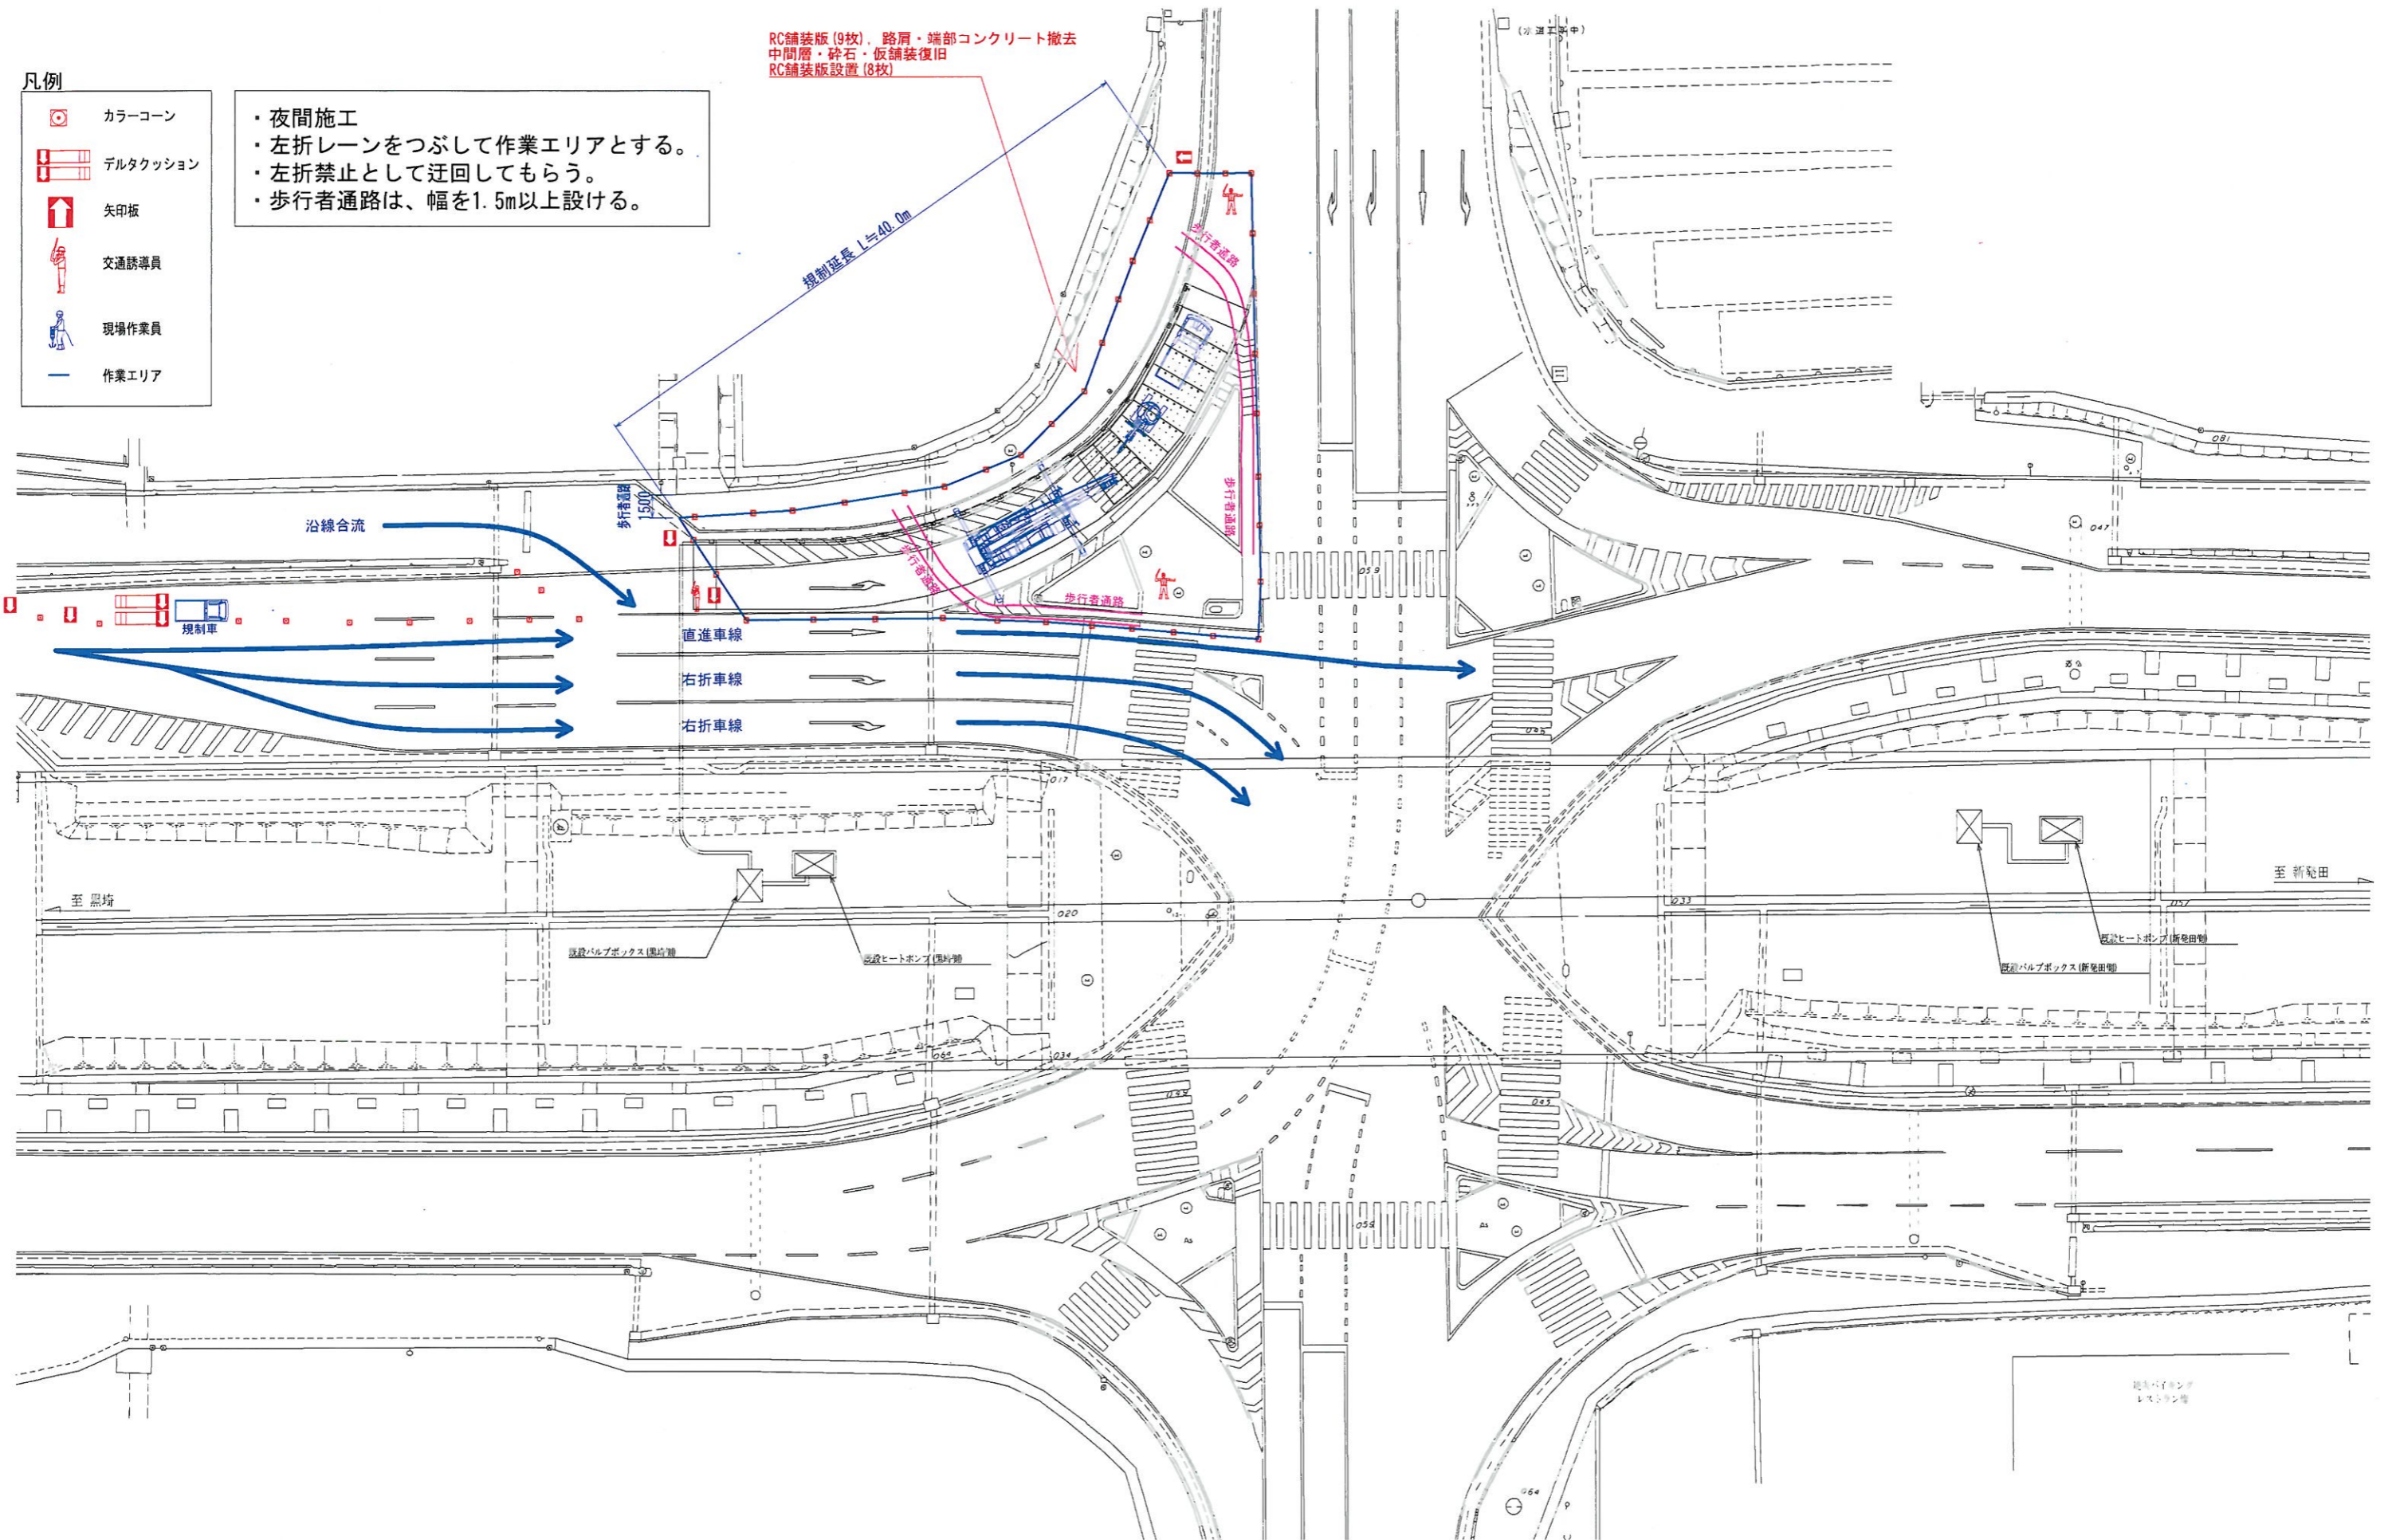 凡例
カラーコーン
デルタクッション
矢印板
交通誘導員
現場作業員
作業エリア
・夜間施工
・左折レーンをつぶして作業エリアとする。
・左折禁止として迂回してもらう。
・歩行者通路は、幅を1.5m以上設ける。
RC舗装版(9枚)、路肩・端部コンクリート撤去
中間層・砕石・仮舗装復旧
RC舗装版設置(8枚)
規制延長 L≒40.0m
歩行者通路
歩行者通路
1500
沿線合流
歩行者通路
歩行者通路
歩行者通路
規制車
直進車線
右折車線
右折車線
081
047
059
046
017
至 黒埼
至 新発田
020
033
057
既設バルブボックス(黒埼側)
既設ヒートポンプ(黒埼側)
既設ヒートポンプ(新発田側)
既設バルブボックス(新発田側)
034
045
059
064